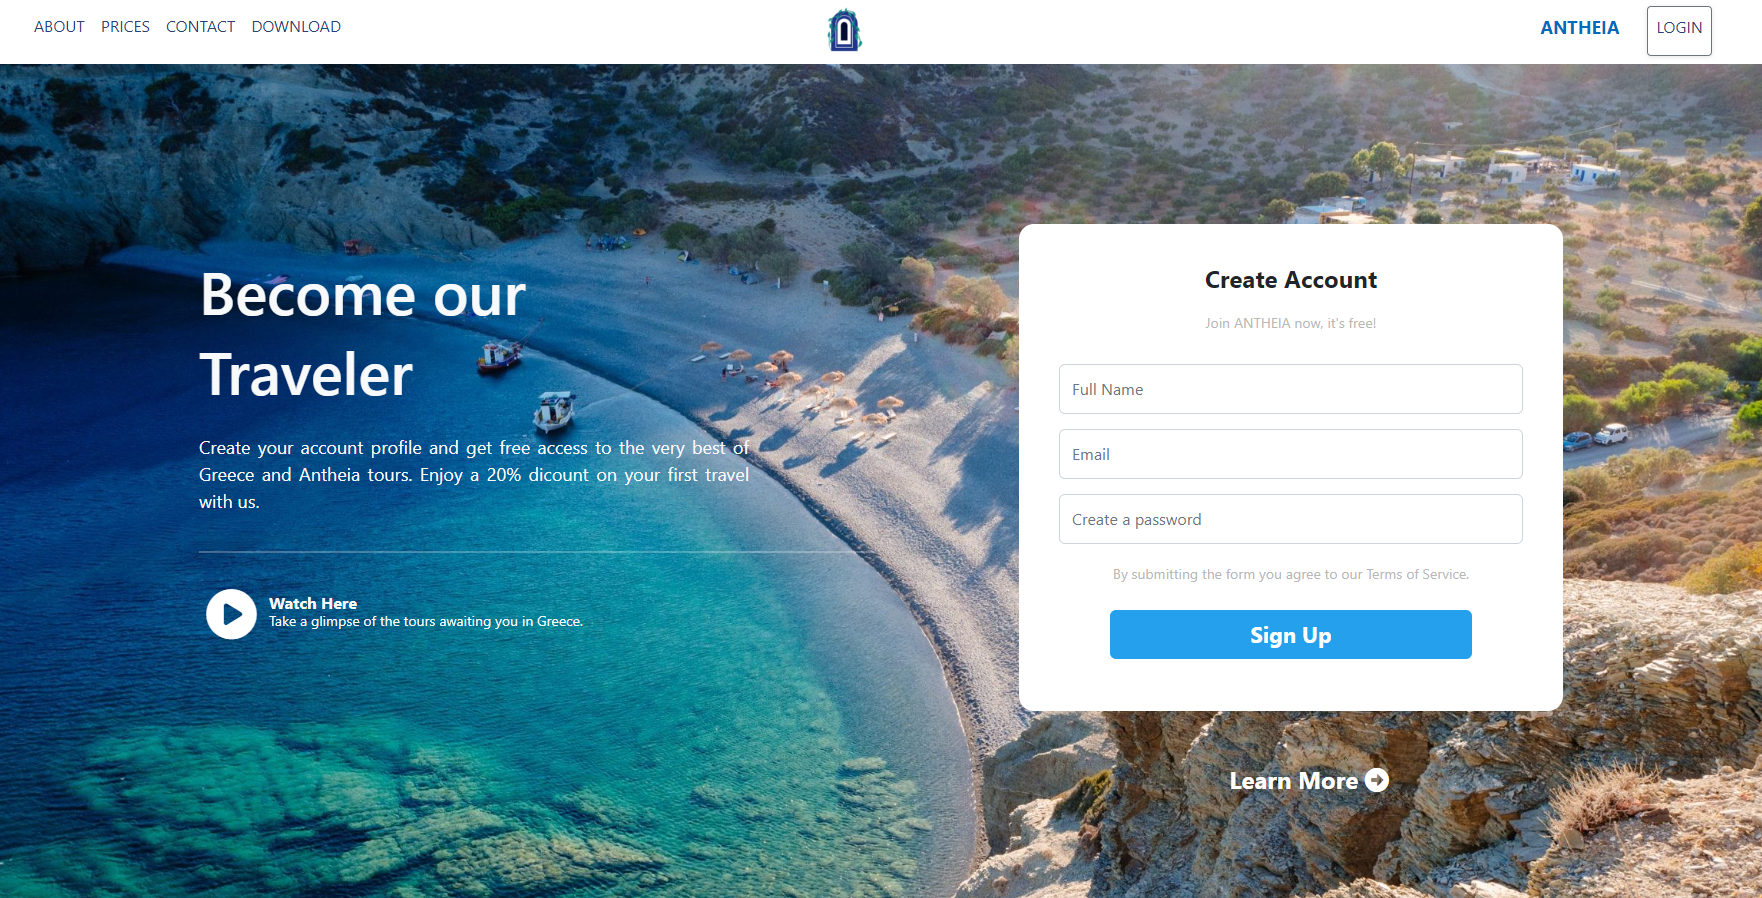 ABOUT PRICES CONTACT DOWNLOAD ANTHEIA LOGIN
Become our
Traveler
Create your account profile and get free access to the very best of
Greece and Antheia tours. Enjoy a 20% dicount on your first travel
with us.
Watch Here
Take a glimpse of the tours awaiting you in Greece.
Create Account
Join ANTHEIA now, it's free!
Full Name
Email
Create a password
By submitting the form you agree to our Terms of Service.
Sign Up
Learn More